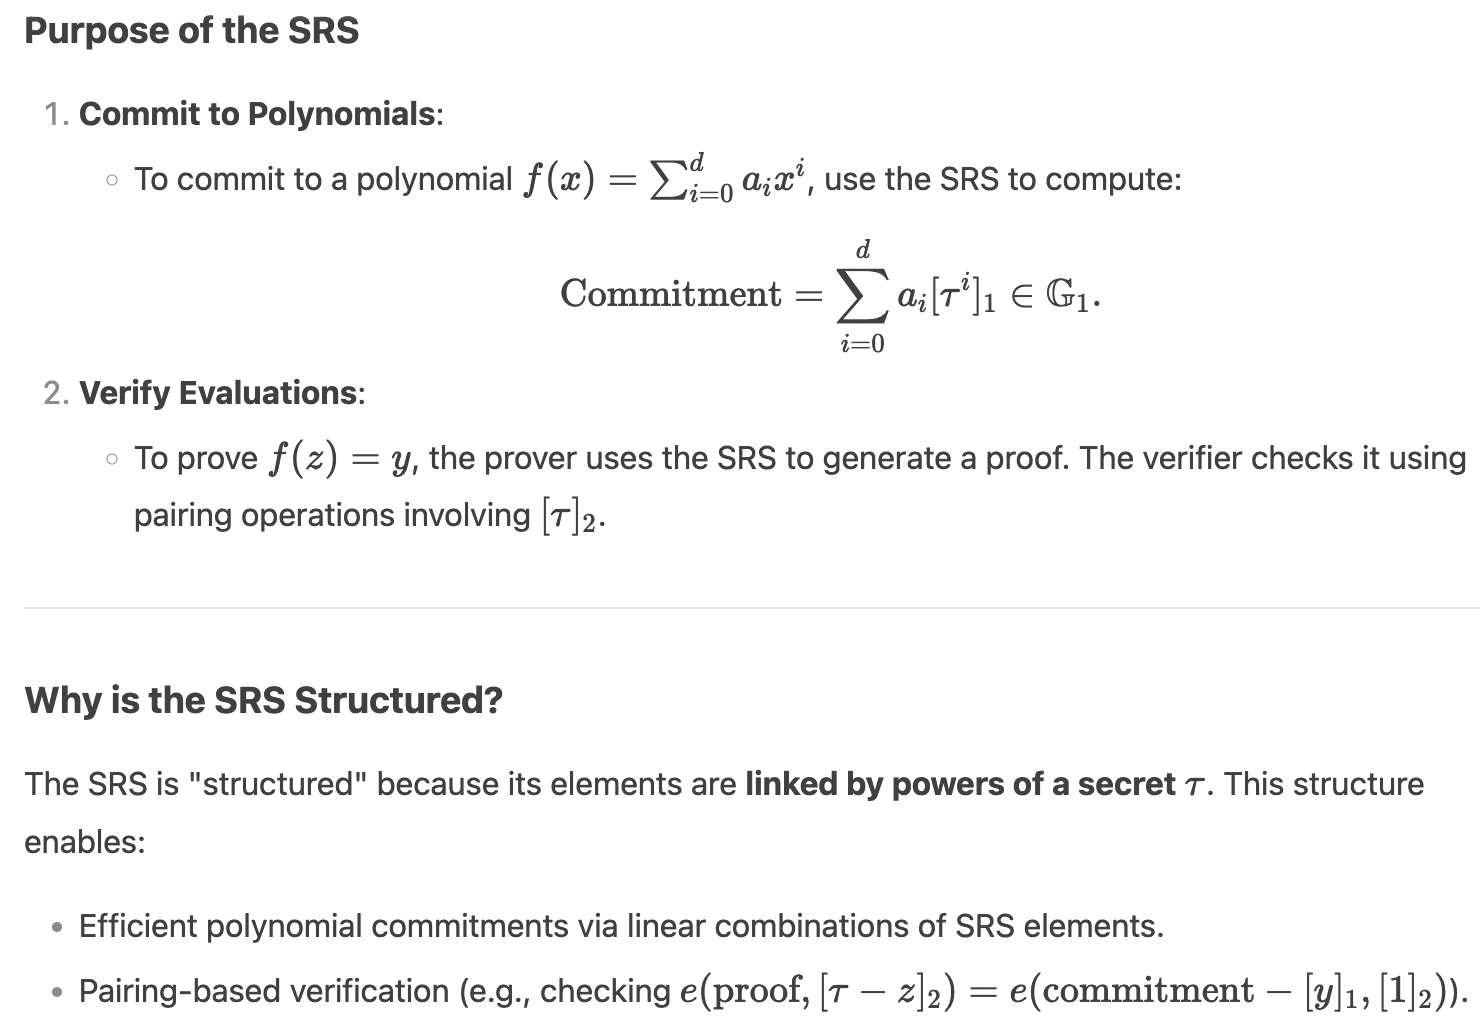 Purpose of the SRS
1. Commit to Polynomials:
◦ To commit to a polynomial $f(x) = \sum_{i=0}^{d} a_i x^i$, use the SRS to compute:
$$\text{Commitment} = \sum_{i=0}^{d} a_i [\tau^i]_1 \in \mathbb{G}_1.$$
2. Verify Evaluations:
◦ To prove $f(z) = y$, the prover uses the SRS to generate a proof. The verifier checks it using
pairing operations involving $[\tau]_2$.
Why is the SRS Structured?
The SRS is "structured" because its elements are linked by powers of a secret $\tau$. This structure
enables:
• Efficient polynomial commitments via linear combinations of SRS elements.
• Pairing-based verification (e.g., checking $e(\text{proof}, [\tau - z]_2) = e(\text{commitment} - [y]_1, [1]_2)$).